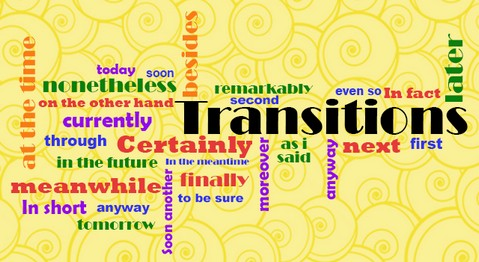 at the time
today
soon
besides
nonetheless
remarkably
even so
In fact
later
on the other hand
second
currently
Transitions
through
Certainly
moreover
as i
said
anyway
next
first
in the future
In the meantime
meanwhile
Soon another
finally
In short
anyway
to be sure
tomorrow